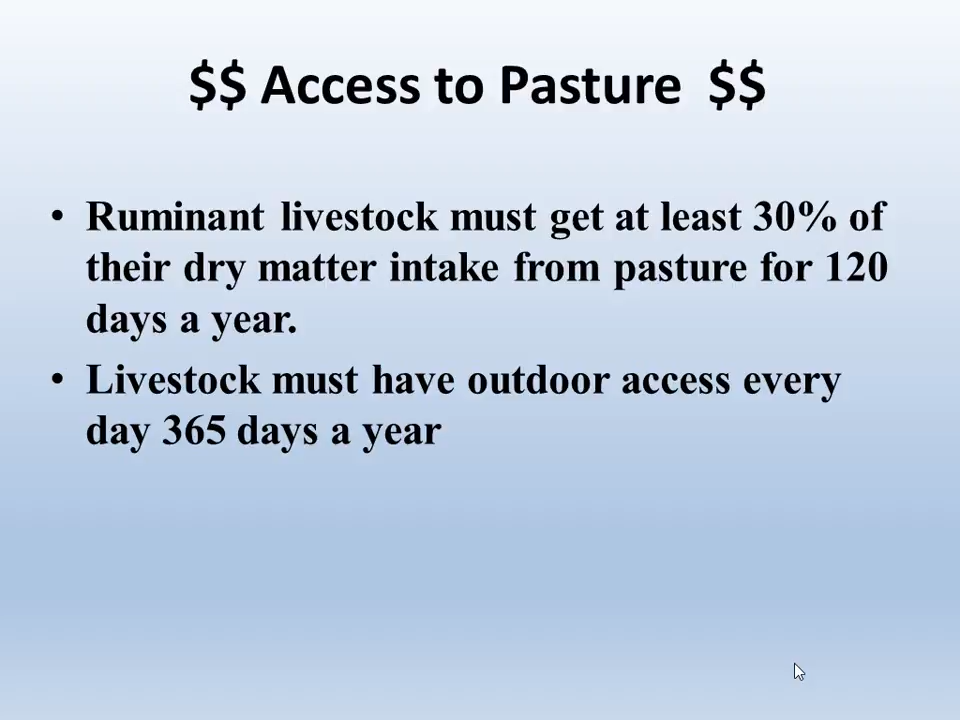 $$ Access to Pasture $$
• Ruminant livestock must get at least 30% of
their dry matter intake from pasture for 120
days a year.
• Livestock must have outdoor access every
day 365 days a year